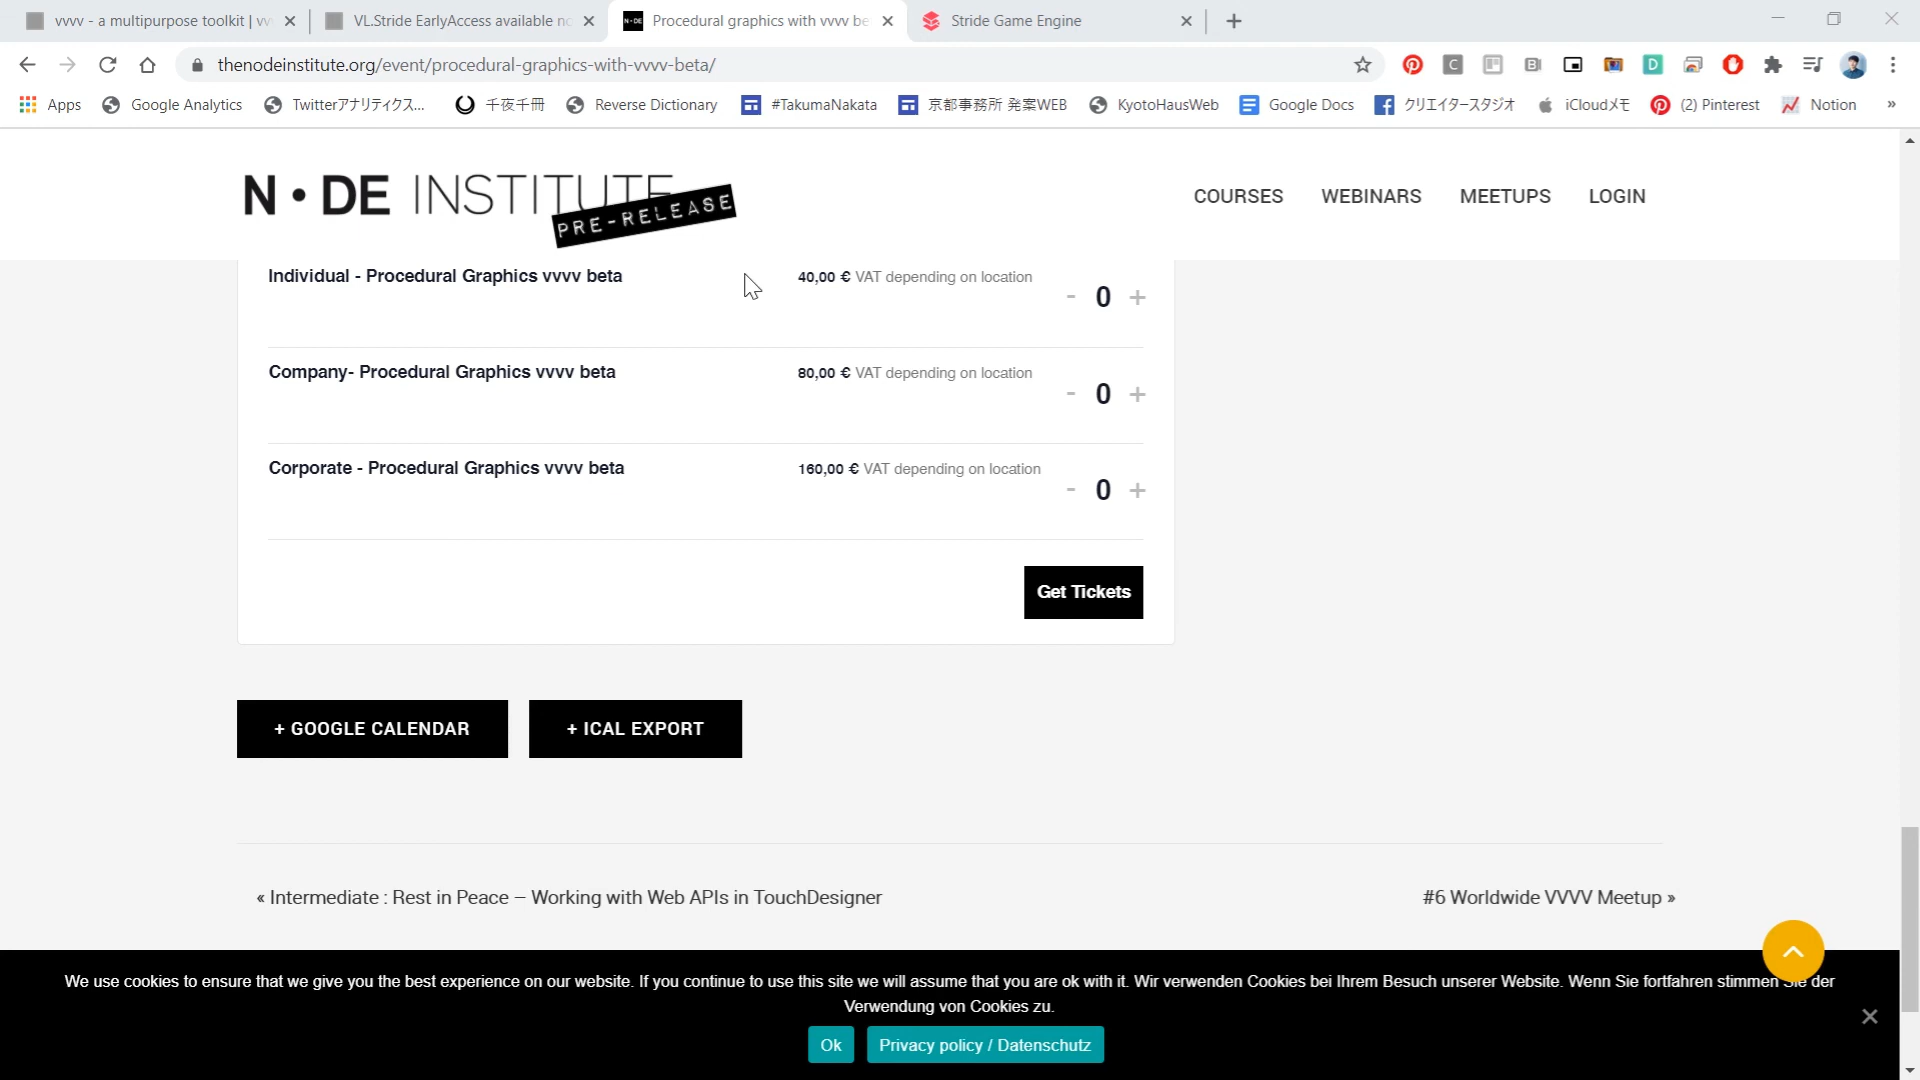 vvvv - a multipurpose toolkit | vv
VL.Stride EarlyAccess available no
Procedural graphics with vvvv be
Stride Game Engine
thenodeinstitute.org/event/procedural-graphics-with-vvvv-beta/
Apps
Google Analytics
Twitterアナリティクス...
千夜千冊
Reverse Dictionary
#TakumaNakata
京都事務所 発案WEB
KyotoHausWeb
Google Docs
クリエイタースタジオ
iCloudメモ
(2) Pinterest
Notion
»
N•DE INSTITUTE
PRE-RELEASE
COURSES
WEBINARS
MEETUPS
LOGIN
Individual - Procedural Graphics vvvv beta
40,00 € VAT depending on location
- 0 +
Company- Procedural Graphics vvvv beta
80,00 € VAT depending on location
- 0 +
Corporate - Procedural Graphics vvvv beta
160,00 € VAT depending on location
- 0 +
Get Tickets
+ GOOGLE CALENDAR
+ ICAL EXPORT
« Intermediate : Rest in Peace – Working with Web APIs in TouchDesigner
#6 Worldwide VVVV Meetup »
We use cookies to ensure that we give you the best experience on our website. If you continue to use this site we will assume that you are ok with it. Wir verwenden Cookies bei Ihrem Besuch unserer Website. Wenn Sie fortfahren stimmen Sie der
Verwendung von Cookies zu.
Ok
Privacy policy / Datenschutz